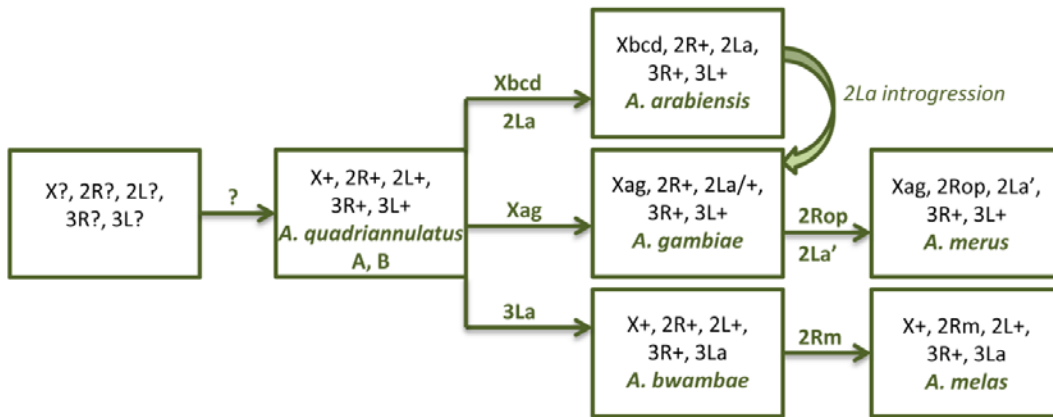 X?, 2R?, 2L?,
3R?, 3L?
?
X+, 2R+, 2L+,
3R+, 3L+
A. quadriannulatus
A, B
Xbcd
2La
Xag
3La
Xbcd, 2R+, 2La,
3R+, 3L+
A. arabiensis
2La introgression
Xag, 2R+, 2La/+,
3R+, 3L+
A. gambiae
2Rop
2La’
Xag, 2Rop, 2La’,
3R+, 3L+
A. merus
X+, 2R+, 2L+,
3R+, 3La
A. bwambae
2Rm
X+, 2Rm, 2L+,
3R+, 3La
A. melas